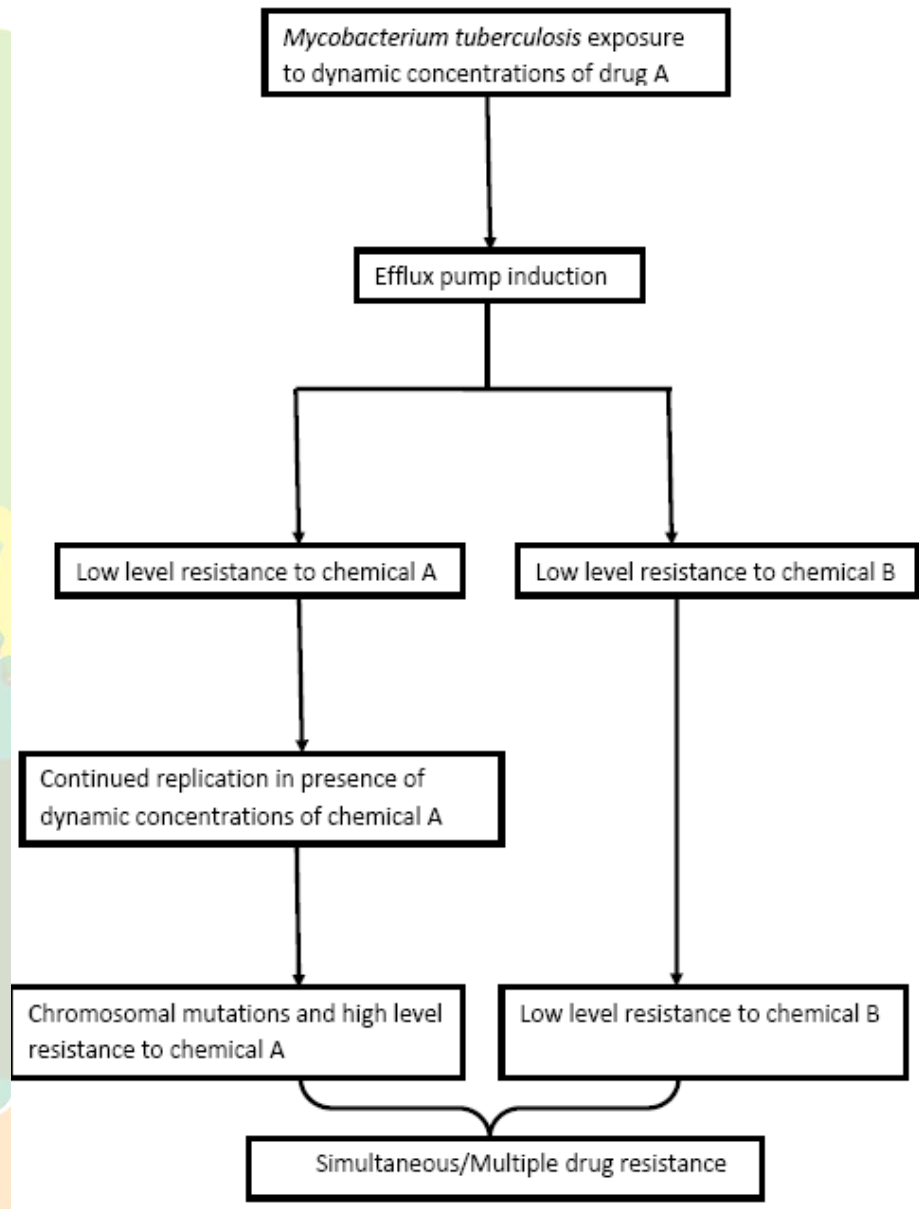 Mycobacterium tuberculosis exposure
to dynamic concentrations of drug A
Efflux pump induction
Low level resistance to chemical A
Low level resistance to chemical B
Continued replication in presence of
dynamic concentrations of chemical A
Chromosomal mutations and high level
resistance to chemical A
Low level resistance to chemical B
Simultaneous/Multiple drug resistance